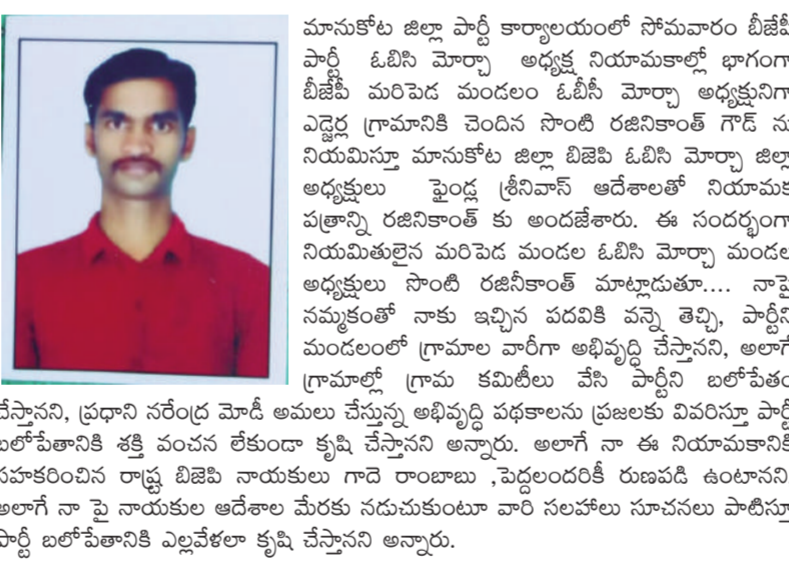 మానుకోట జిల్లా పార్టీ కార్యాలయంలో సోమవారం బీజేపీ
పార్టీ ఓబిసి మోర్చా అధ్యక్ష నియామకాల్లో భాగంగా
బీజేపీ మరిపెడ మండలం ఓబీసీ మోర్చా అధ్యక్షునిగా
ఎడ్జెర్ల గ్రామానికి చెందిన సొంటి రజినికాంత్ గౌడ్ ను
నియమిస్తూ మానుకోట జిల్లా బిజెపి ఓబిసి మోర్చా జిల్లా
అధ్యక్షులు ఫైండ్ల శ్రీనివాస్ ఆదేశాలతో నియామక
పత్రాన్ని రజినికాంత్ కు అందజేశారు. ఈ సందర్భంగా
నియమితులైన మరిపెడ మండల ఓబిసి మోర్చా మండల
అధ్యక్షులు సొంటి రజినీకాంత్ మాట్లాడుతూ.... నాపై
నమ్మకంతో నాకు ఇచ్చిన పదవికి వన్నె తెచ్చి, పార్టీని
మండలంలో గ్రామాల వారీగా అభివృద్ధి చేస్తానని, అలాగే
గ్రామాల్లో గ్రామ కమిటీలు వేసి పార్టీని బలోపేతం
చేస్తానని, ప్రధాని నరేంద్ర మోడీ అమలు చేస్తున్న అభివృద్ధి పథకాలను ప్రజలకు వివరిస్తూ పార్టీ
బలోపేతానికి శక్తి వంచన లేకుండా కృషి చేస్తానని అన్నారు. అలాగే నా ఈ నియామకానికి
సహకరించిన రాష్ట్ర బిజెపి నాయకులు గాదె రాంబాబు ,పెద్దలందరికీ రుణపడి ఉంటానని
అలాగే నా పై నాయకుల ఆదేశాల మేరకు నడుచుకుంటూ వారి సలహాలు సూచనలు పాటిస్తూ
పార్టీ బలోపేతానికి ఎల్లవేళలా కృషి చేస్తానని అన్నారు.